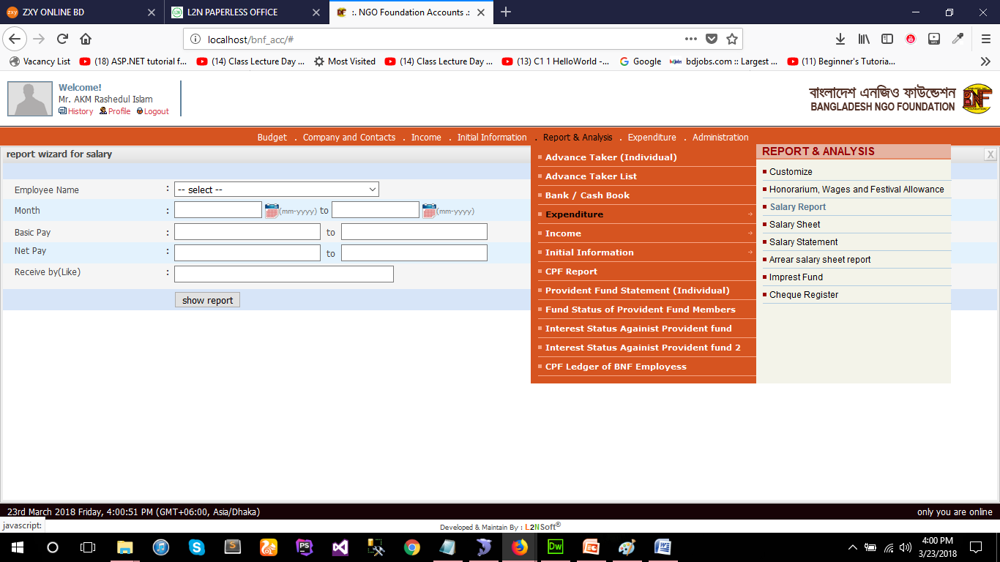 ZXY ONLINE BD
L2N PAPERLESS OFFICE
:. NGO Foundation Accounts .:
localhost/bnf_acc/#
Vacancy List
(18) ASP.NET tutorial f...
(14) Class Lecture Day ...
Most Visited
(14) Class Lecture Day ...
(13) C1 1 HelloWorld -...
Google
bdjobs.com :: Largest ...
(11) Beginner's Tutoria...
Welcome!
Mr. AKM Rashedul Islam
History Profile Logout
বাংলাদেশ এনজিও ফাউন্ডেশন
BANGLADESH NGO FOUNDATION
BNF
Budget . Company and Contacts . Income . Initial Information . Report & Analysis . Expenditure . Administration
report wizard for salary
X
Employee Name : -- select --
Month : (mm-yyyy) to (mm-yyyy)
Basic Pay : to
Net Pay : to
Receive by(Like) :
show report
Advance Taker (Individual)
Advance Taker List
Bank / Cash Book
Expenditure
Income
Initial Information
CPF Report
Provident Fund Statement (Individual)
Fund Status of Provident Fund Members
Interest Status Againist Provident fund
Interest Status Againist Provident fund 2
CPF Ledger of BNF Employess
REPORT & ANALYSIS
Customize
Honorarium, Wages and Festival Allowance
Salary Report
Salary Sheet
Salary Statement
Arrear salary sheet report
Imprest Fund
Cheque Register
23rd March 2018 Friday, 4:00:51 PM (GMT+06:00, Asia/Dhaka)
only you are online
javascript:
Developed & Maintain By : L2NSoft®
4:00 PM
3/23/2018